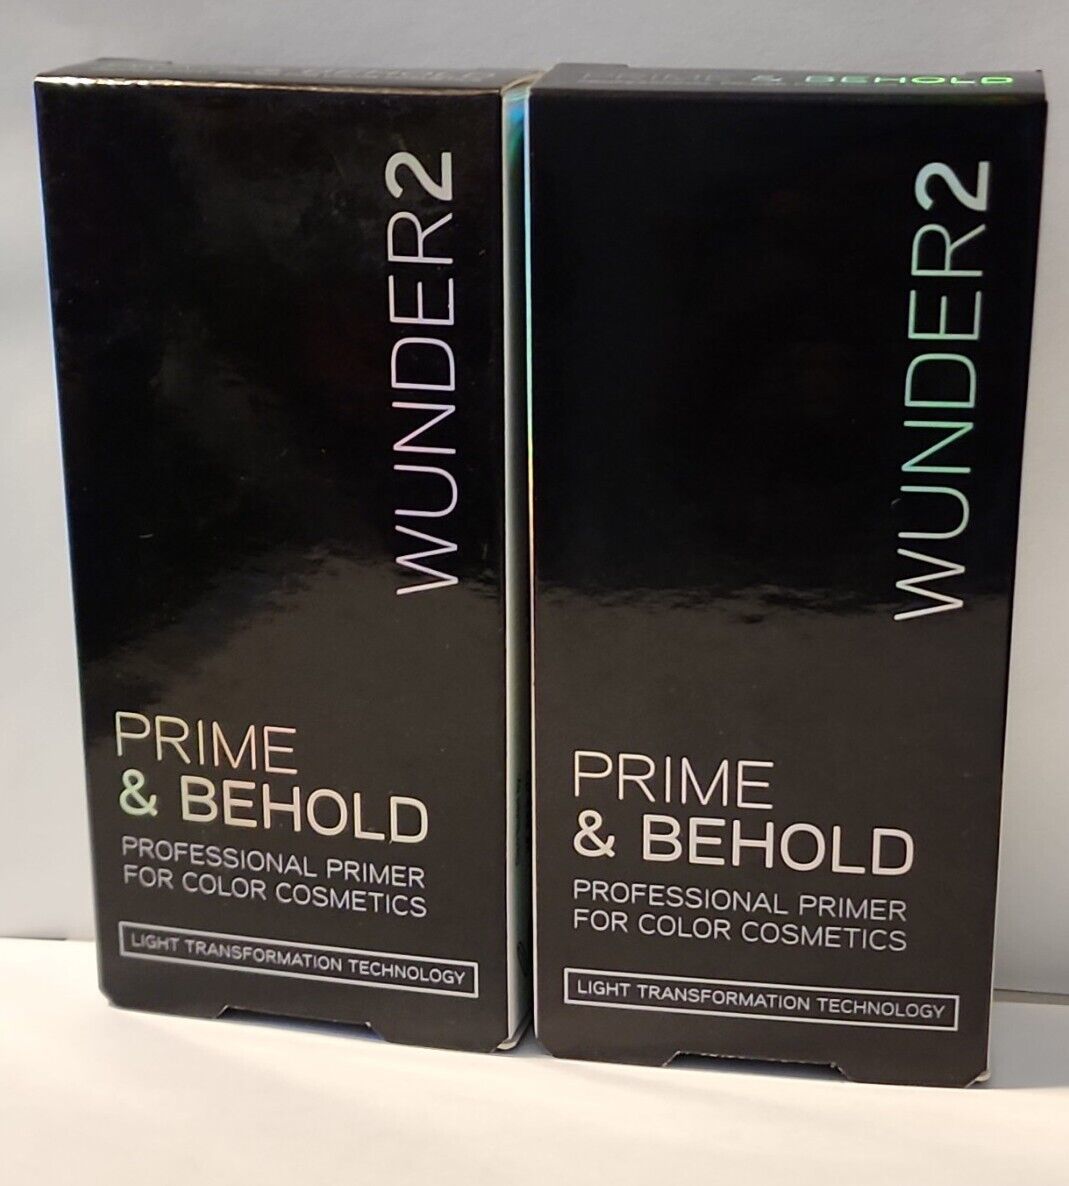 WUNDER2
PRIME
& BEHOLD
PROFESSIONAL PRIMER
FOR COLOR COSMETICS
LIGHT TRANSFORMATION TECHNOLOGY
PRIME & BEHOLD
WUNDER2
PRIME
& BEHOLD
PROFESSIONAL PRIMER
FOR COLOR COSMETICS
LIGHT TRANSFORMATION TECHNOLOGY